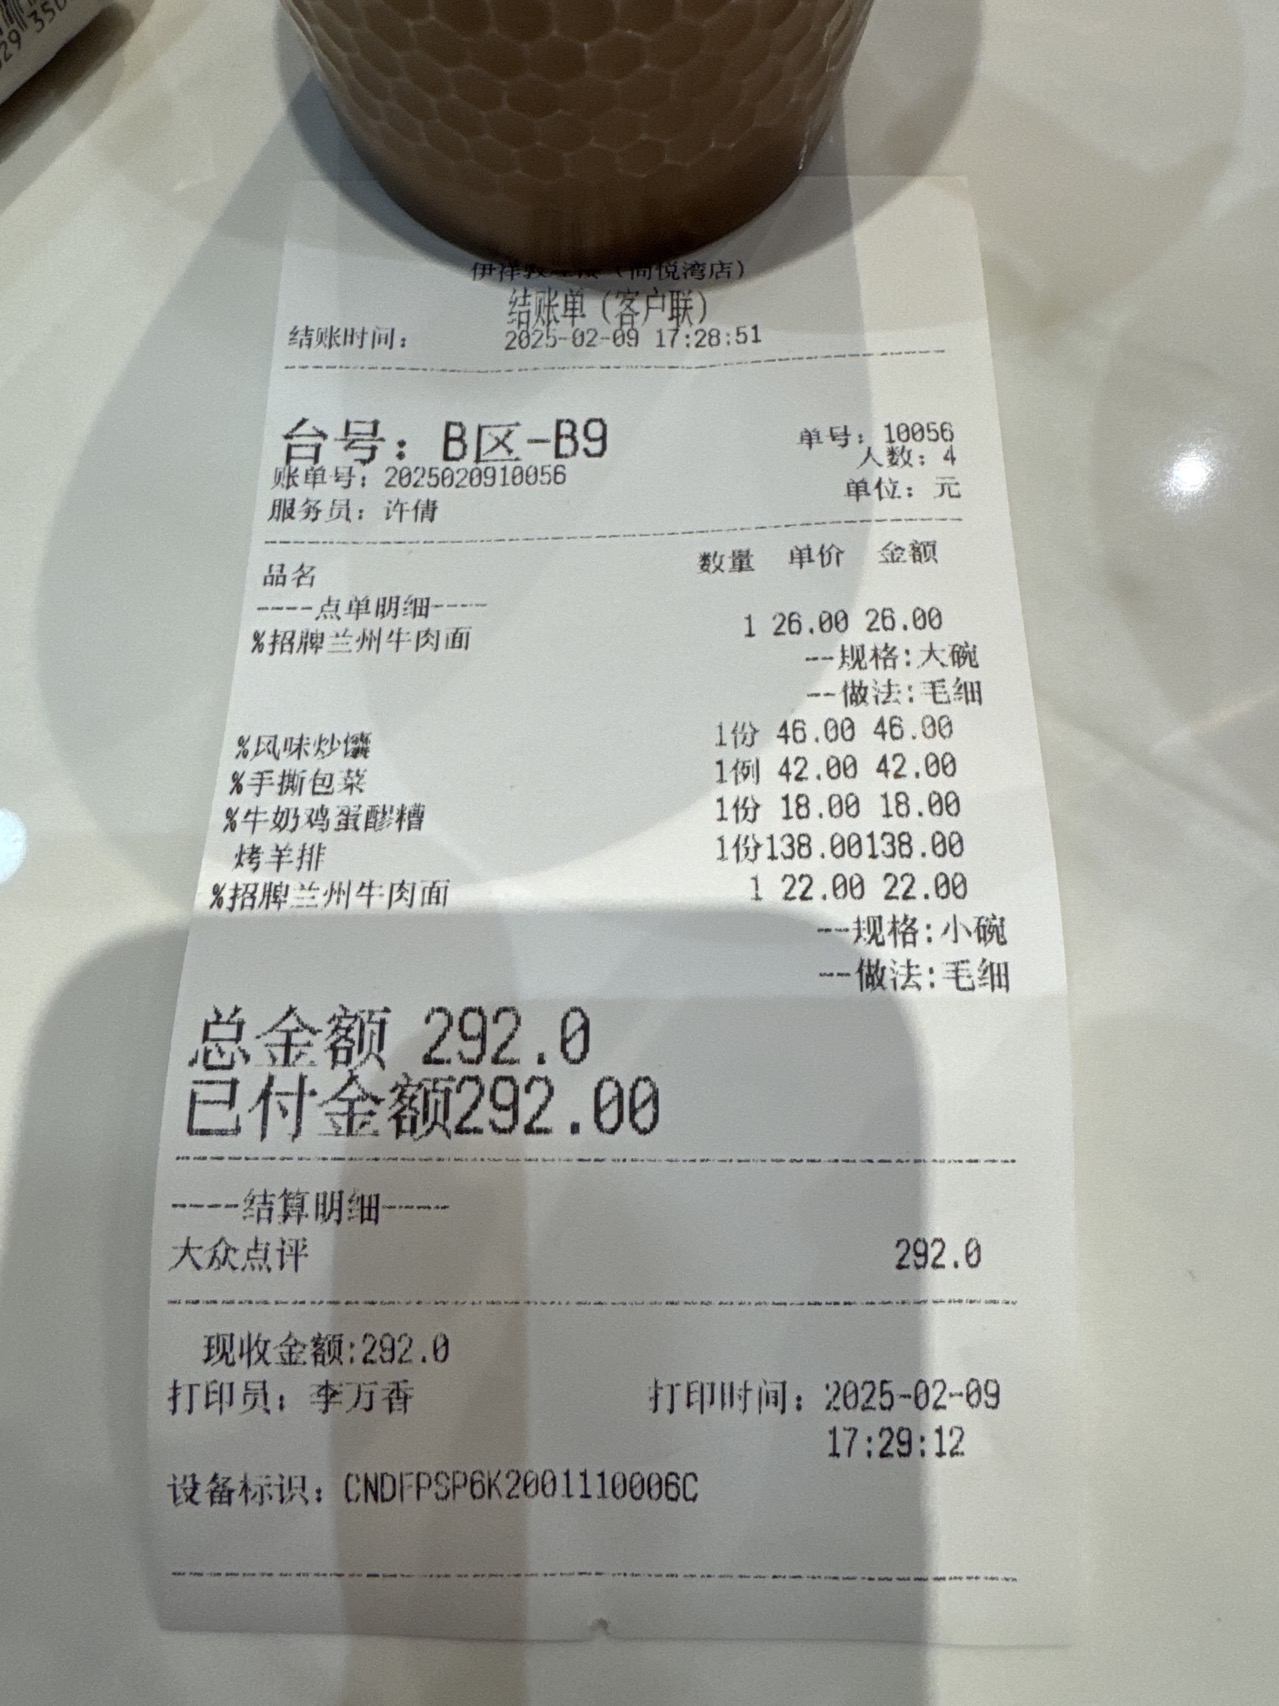 29 350
伊祥敦（尚悦湾店）
结账单（客户联）
结账时间： 2025-02-09 17:28:51
台号：B区-B9 单号：10056
账单号：2025020910056 人数：4
服务员：许倩 单位：元
品名 数量 单价 金额
----点单明细----
%招牌兰州牛肉面 1 26.00 26.00
--规格:大碗
--做法:毛细
%风味炒馕 1份 46.00 46.00
%手撕包菜 1例 42.00 42.00
%牛奶鸡蛋醪糟 1份 18.00 18.00
烤羊排 1份138.00138.00
%招牌兰州牛肉面 1 22.00 22.00
--规格:小碗
--做法:毛细
总金额 292.0
已付金额292.00
----结算明细----
大众点评 292.0
现收金额:292.0
打印员：李万香 打印时间：2025-02-09
17:29:12
设备标识：CNDFPSP6K2001110006C